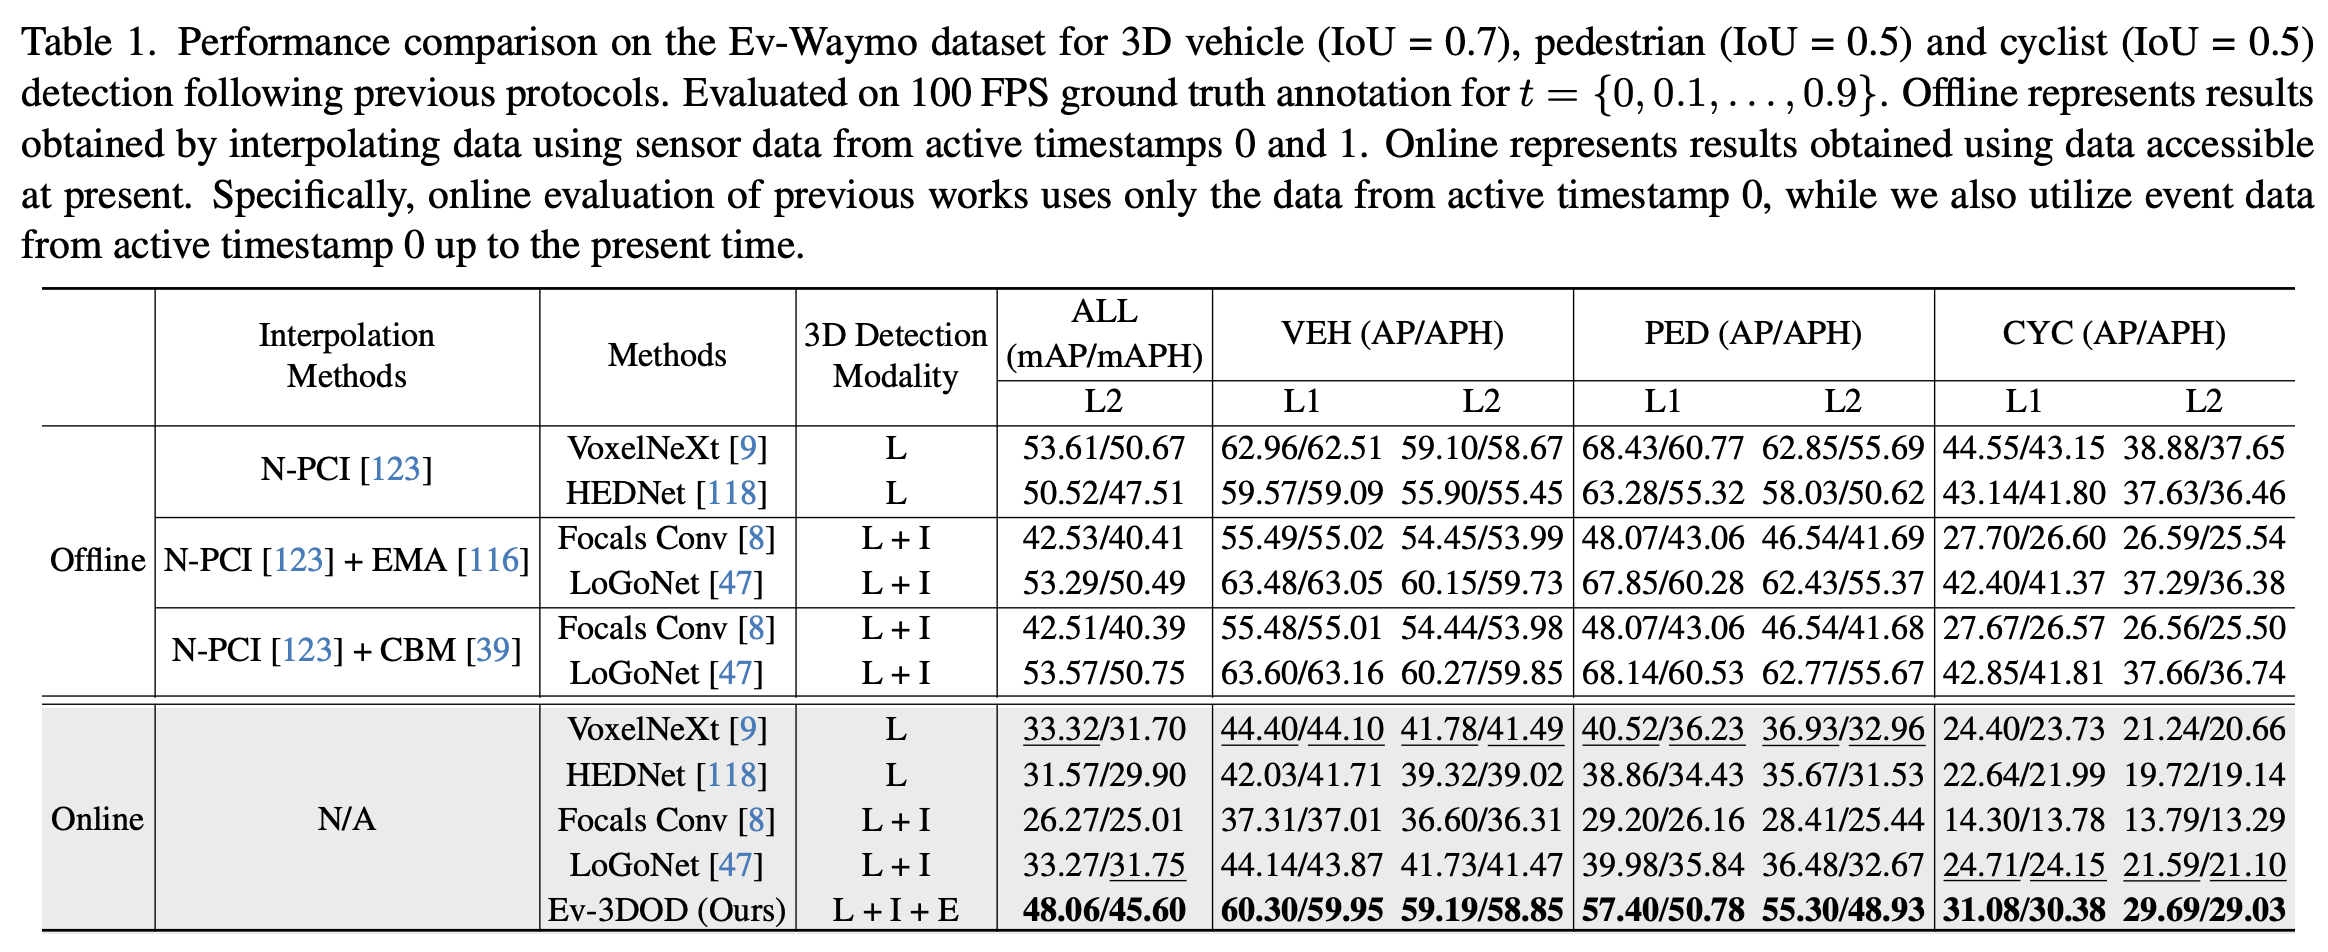 Table 1. Performance comparison on the Ev-Waymo dataset for 3D vehicle (IoU = 0.7), pedestrian (IoU = 0.5) and cyclist (IoU = 0.5)
detection following previous protocols. Evaluated on 100 FPS ground truth annotation for t = {0, 0.1, . . . , 0.9}. Offline represents results
obtained by interpolating data using sensor data from active timestamps 0 and 1. Online represents results obtained using data accessible
at present. Specifically, online evaluation of previous works uses only the data from active timestamp 0, while we also utilize event data
from active timestamp 0 up to the present time.
Interpolation Methods Methods 3D Detection Modality ALL (mAP/mAPH) VEH (AP/APH) PED (AP/APH) CYC (AP/APH)
L2 L1 L2 L1 L2 L1 L2
Offline
N-PCI [123]
VoxelNeXt [9] L 53.61/50.67 62.96/62.51 59.10/58.67 68.43/60.77 62.85/55.69 44.55/43.15 38.88/37.65
HEDNet [118] L 50.52/47.51 59.57/59.09 55.90/55.45 63.28/55.32 58.03/50.62 43.14/41.80 37.63/36.46
N-PCI [123] + EMA [116]
Focals Conv [8] L + I 42.53/40.41 55.49/55.02 54.45/53.99 48.07/43.06 46.54/41.69 27.70/26.60 26.59/25.54
LoGoNet [47] L + I 53.29/50.49 63.48/63.05 60.15/59.73 67.85/60.28 62.43/55.37 42.40/41.37 37.29/36.38
N-PCI [123] + CBM [39]
Focals Conv [8] L + I 42.51/40.39 55.48/55.01 54.44/53.98 48.07/43.06 46.54/41.68 27.67/26.57 26.56/25.50
LoGoNet [47] L + I 53.57/50.75 63.60/63.16 60.27/59.85 68.14/60.53 62.77/55.67 42.85/41.81 37.66/36.74
Online
N/A
VoxelNeXt [9] L 33.32/31.70 44.40/44.10 41.78/41.49 40.52/36.23 36.93/32.96 24.40/23.73 21.24/20.66
HEDNet [118] L 31.57/29.90 42.03/41.71 39.32/39.02 38.86/34.43 35.67/31.53 22.64/21.99 19.72/19.14
Focals Conv [8] L + I 26.27/25.01 37.31/37.01 36.60/36.31 29.20/26.16 28.41/25.44 14.30/13.78 13.79/13.29
LoGoNet [47] L + I 33.27/31.75 44.14/43.87 41.73/41.47 39.98/35.84 36.48/32.67 24.71/24.15 21.59/21.10
Ev-3DOD (Ours) L + I + E 48.06/45.60 60.30/59.95 59.19/58.85 57.40/50.78 55.30/48.93 31.08/30.38 29.69/29.03